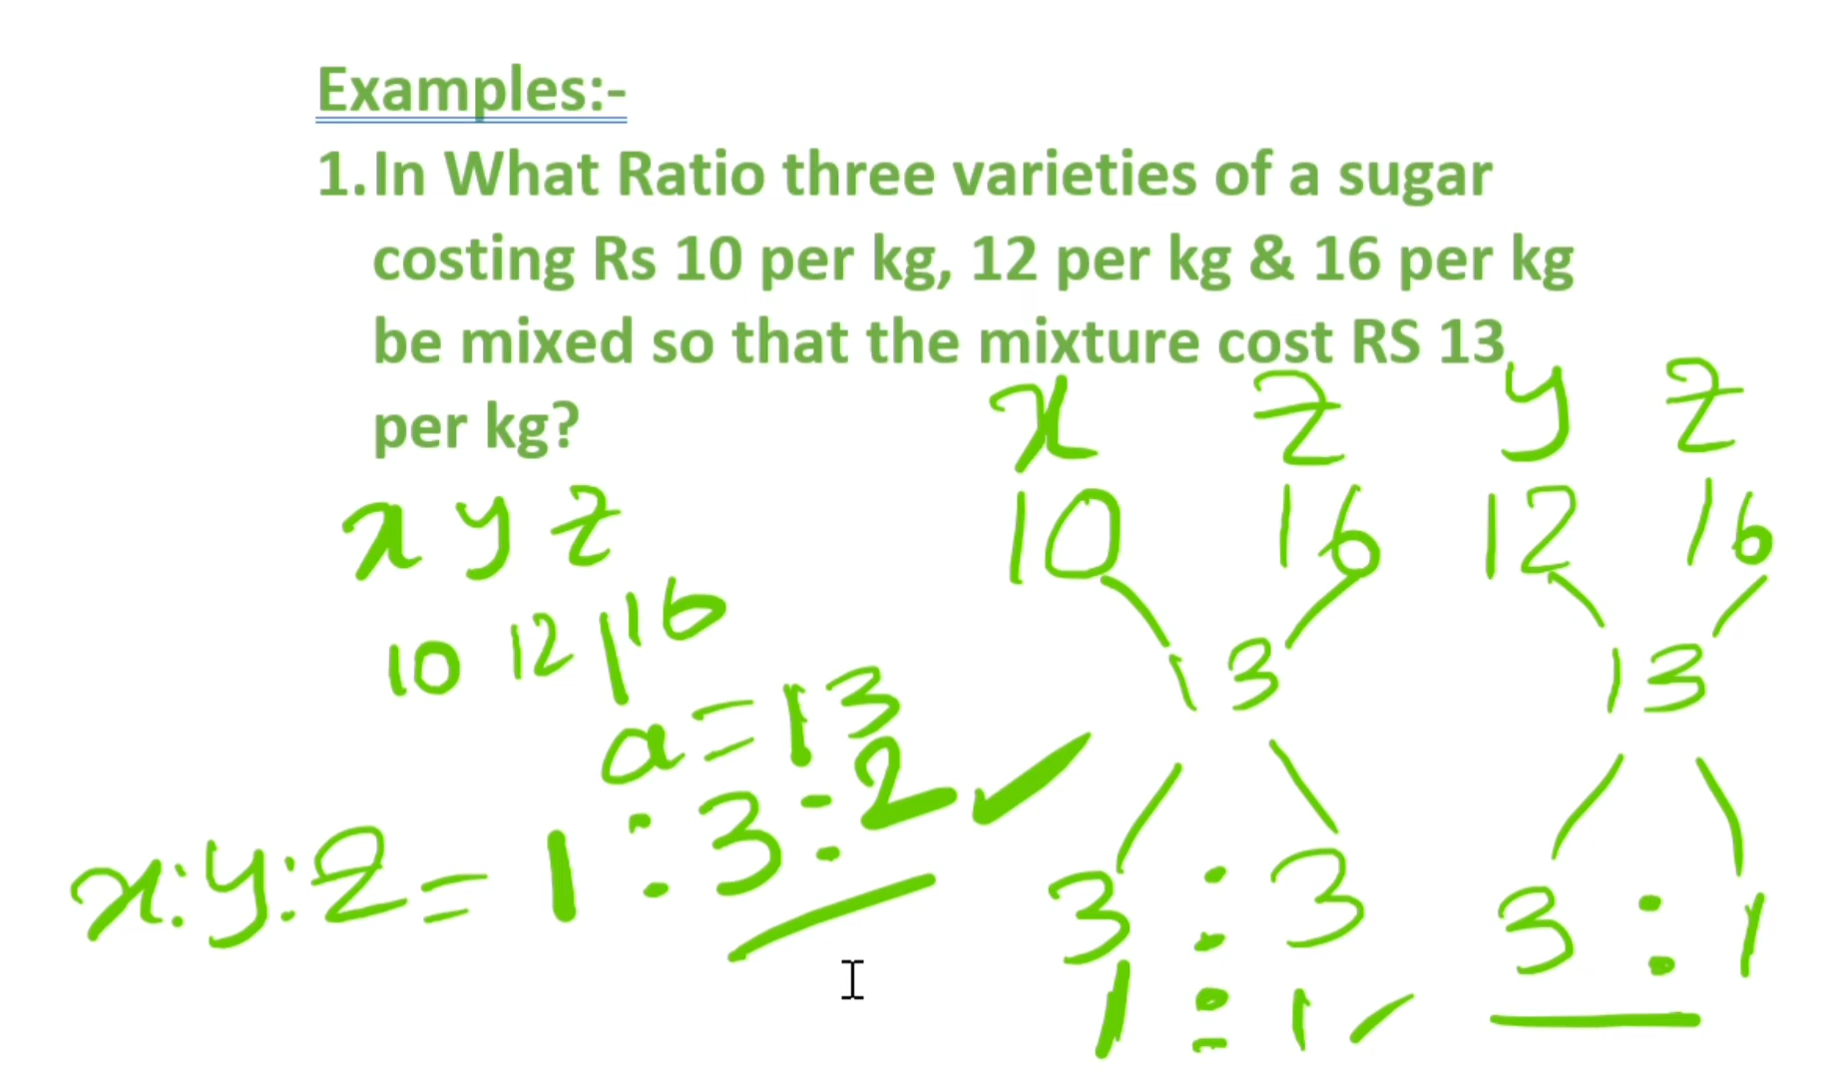 Examples:-
1. In What Ratio three varieties of a sugar
costing Rs 10 per kg, 12 per kg & 16 per kg
be mixed so that the mixture cost RS 13
per kg?
x z y z
10 16 12 16
x y z
10 12 16
13 13
a = 13
x:y:z = 1 : 3 : 2 ✓
3 : 3 3 : 1
1 : 1 ✓